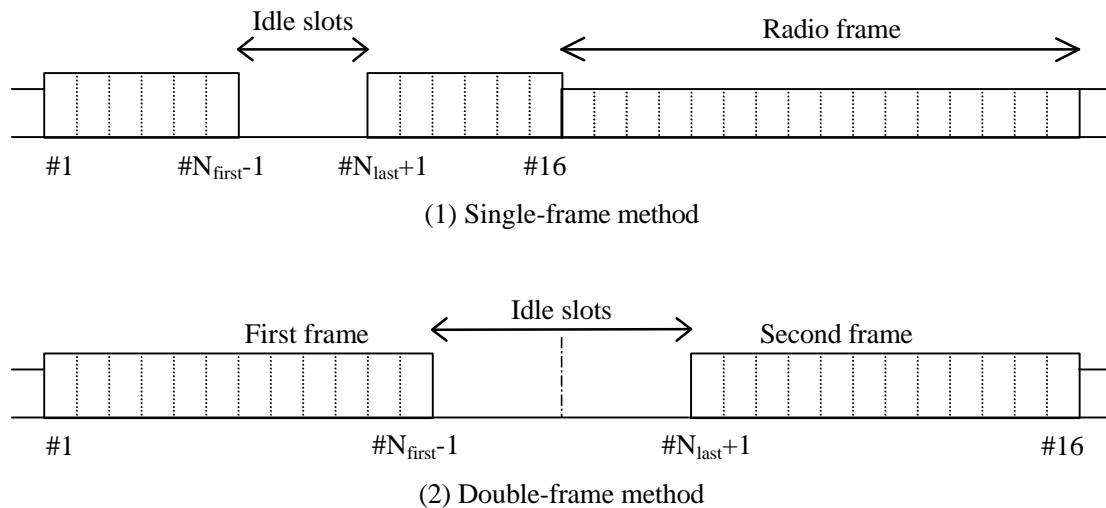 Idle slots
Radio frame
#1 #N_first-1 #N_last+1 #16
(1) Single-frame method
Idle slots
First frame Second frame
#1 #N_first-1 #N_last+1 #16
(2) Double-frame method